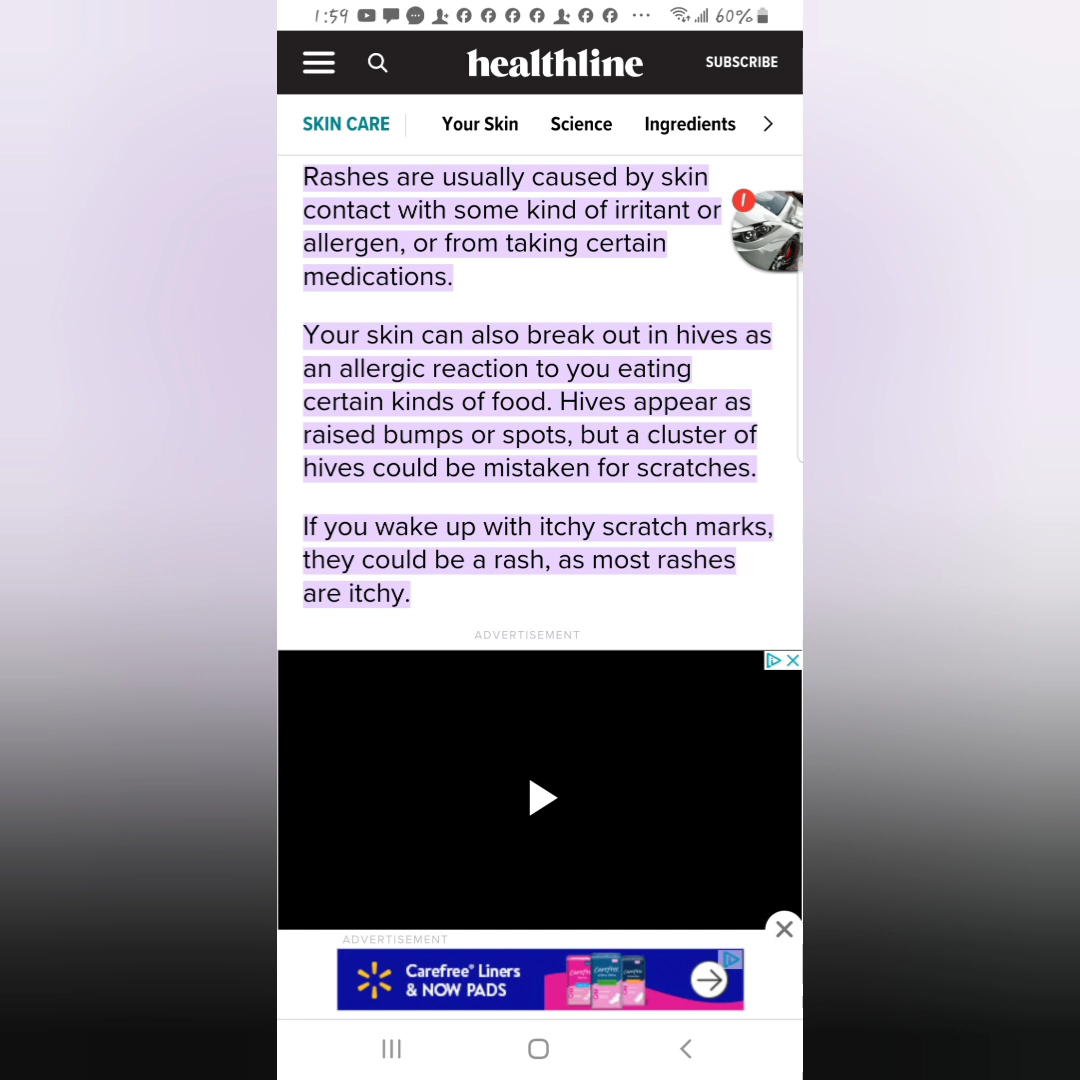 1:59 60%
healthline SUBSCRIBE
SKIN CARE Your Skin Science Ingredients
Rashes are usually caused by skin
contact with some kind of irritant or
allergen, or from taking certain
medications.
Your skin can also break out in hives as
an allergic reaction to you eating
certain kinds of food. Hives appear as
raised bumps or spots, but a cluster of
hives could be mistaken for scratches.
If you wake up with itchy scratch marks,
they could be a rash, as most rashes
are itchy.
ADVERTISEMENT
ADVERTISEMENT
Carefree® Liners
& NOW PADS